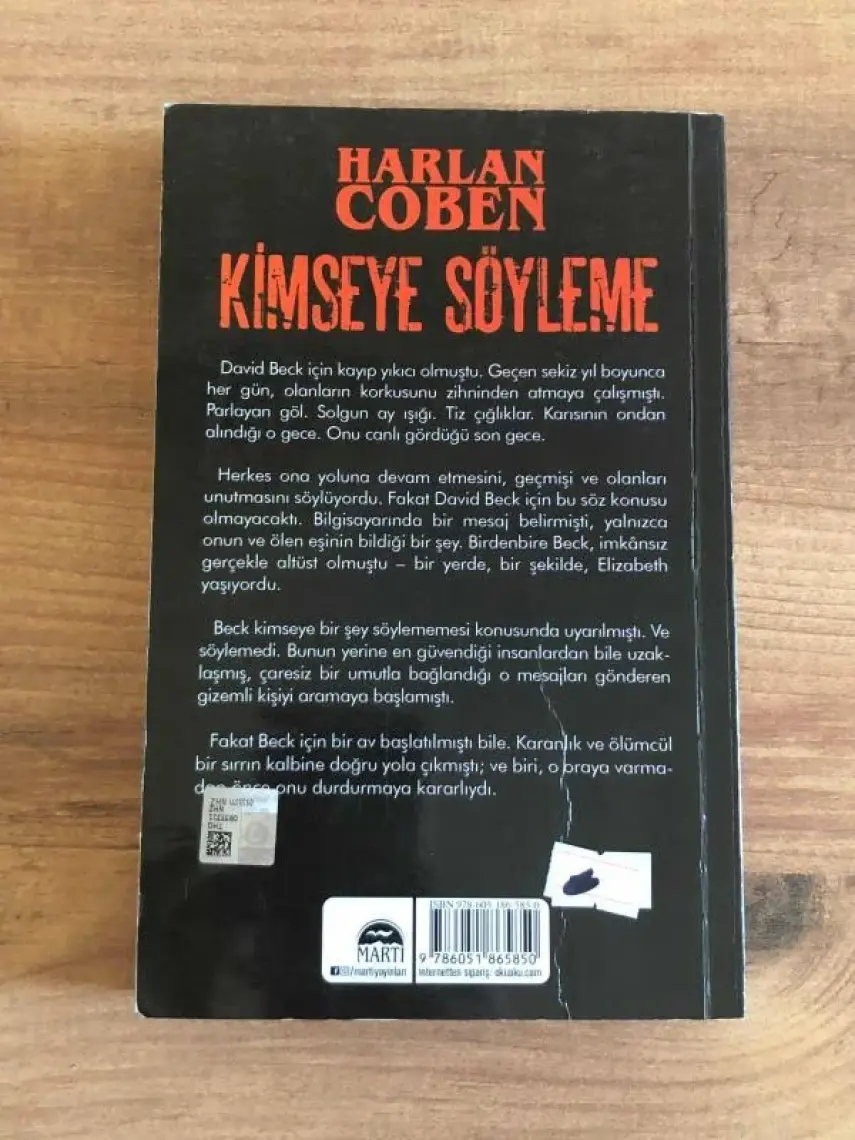 HARLAN
COBEN
KİMSEYE SÖYLEME
David Beck için kayıp yıkıcı olmuştu. Geçen sekiz yıl boyunca
her gün, olanların korkusunu zihninden atmaya çalışmıştı.
Parlayan göl. Solgun ay ışığı. Tiz çığlıklar. Karısının ondan
alındığı o gece. Onu canlı gördüğü son gece.
Herkes ona yoluna devam etmesini, geçmişi ve olanları
unutmasını söylüyordu. Fakat David Beck için bu söz konusu
olmayacaktı. Bilgisayarında bir mesaj belirmişti, yalnızca
onun ve ölen eşinin bildiği bir şey. Birdenbire Beck, imkânsız
gerçekle altüst olmuştu – bir yerde, bir şekilde, Elizabeth
yaşıyordu.
Beck kimseye bir şey söylememesi konusunda uyarılmıştı. Ve
söylemedi. Bunun yerine en güvendiği insanlardan bile uzak-
laşmış, çaresiz bir umutla bağlandığı o mesajları gönderen
gizemli kişiyi aramaya başlamıştı.
Fakat Beck için bir av başlatılmıştı bile. Karanlık ve ölümcül
bir sırrın kalbine doğru yola çıkmıştı; ve biri, o oraya varma-
dan önce onu durdurmaya kararlıydı.
MARTI
/martiyayinlari
ISBN 978-605-186-585-0
9 786051 865850
internetten sipariş: okuoku.com